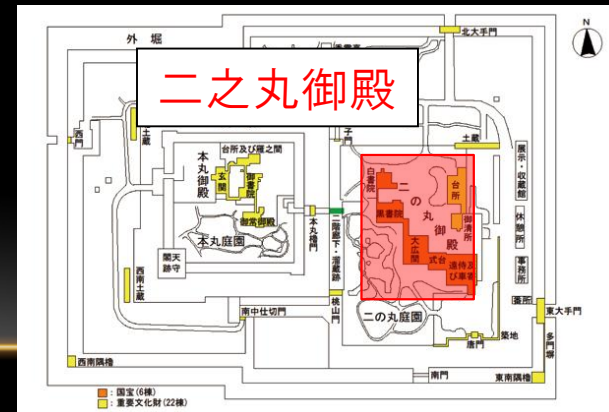 外 堀
二之丸御殿
N
北大手門
西門
土蔵
台所及び雁之間
本丸御殿
玄関
御書院
御常御殿
本丸庭園
天守閣跡
本丸櫓門
二階廊下・溜蔵跡
桃山門
子門
白書院
黒書院
二の丸御殿
大広間
式台
遠侍及び車寄
台所
御清所
土蔵
展示・収蔵館
休憩所
事務所
番所
東大手門
多門塀
築地
唐門
二の丸庭園
南中仕切門
西南土蔵
西南隅櫓
南門
東南隅櫓
：国宝(6棟)
：重要文化財(22棟)